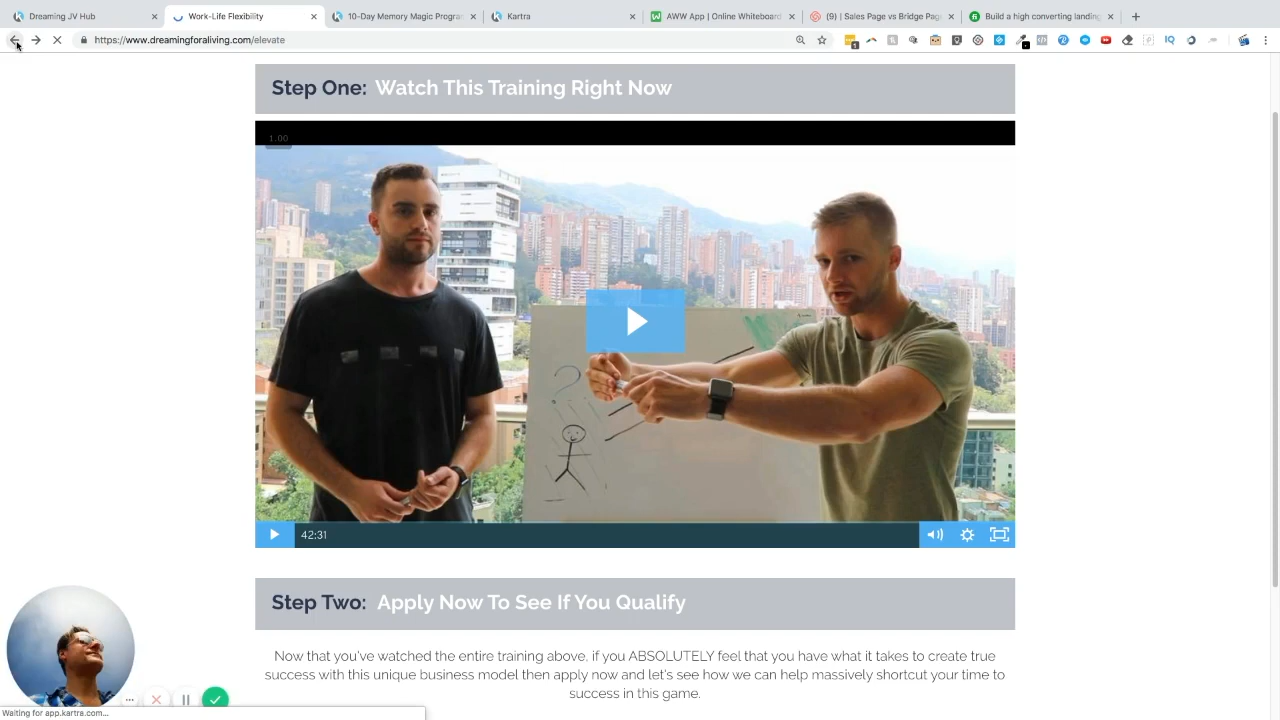 Dreaming JV Hub
Work-Life Flexibility
10-Day Memory Magic Program
Kartra
AWW App | Online Whiteboard
(9) | Sales Page vs Bridge Page
Build a high converting landing
https://www.dreamingforaliving.com/elevate
Step One: Watch This Training Right Now
1.00
?
42:31
Step Two: Apply Now To See If You Qualify
Now that you've watched the entire training above, if you ABSOLUTELY feel that you have what it takes to create true
success with this unique business model then apply now and let's see how we can help massively shortcut your time to
success in this game.
Waiting for app.kartra.com...